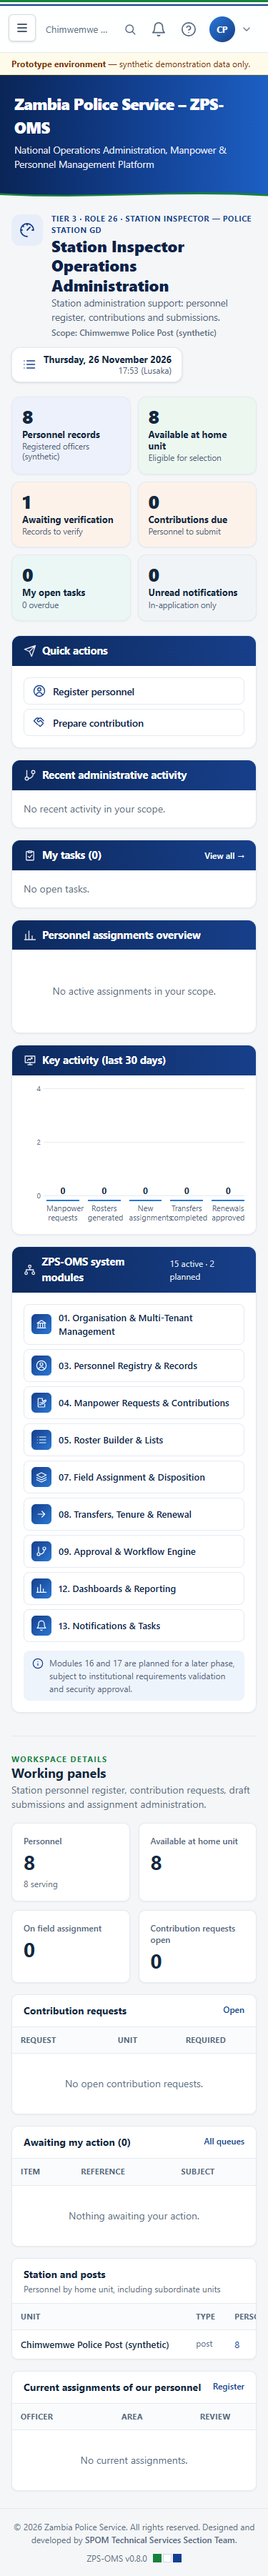 Chimwemwe ...
CP
Prototype environment — synthetic demonstration data only.
Zambia Police Service – ZPS-
OMS
National Operations Administration, Manpower &
Personnel Management Platform
TIER 3 · ROLE 26 · STATION INSPECTOR — POLICE
STATION GD
Station Inspector
Operations
Administration
Station administration support: personnel
register, contributions and submissions.
Scope: Chimwemwe Police Post (synthetic)
Thursday, 26 November 2026
17:53 (Lusaka)
8
Personnel records
Registered officers
(synthetic)
8
Available at home
unit
Eligible for selection
1
Awaiting verification
Records to verify
0
Contributions due
Personnel to submit
0
My open tasks
0 overdue
0
Unread notifications
In-application only
Quick actions
Register personnel
Prepare contribution
Recent administrative activity
No recent activity in your scope.
My tasks (0) View all →
No open tasks.
Personnel assignments overview
No active assignments in your scope.
Key activity (last 30 days)
4
2
0
0 0 0 0 0
Manpower requests
Rosters generated
New assignments
Transfers completed
Renewals approved
ZPS-OMS system
modules
15 active · 2
planned
01. Organisation & Multi-Tenant
Management
03. Personnel Registry & Records
04. Manpower Requests & Contributions
05. Roster Builder & Lists
07. Field Assignment & Disposition
08. Transfers, Tenure & Renewal
09. Approval & Workflow Engine
12. Dashboards & Reporting
13. Notifications & Tasks
Modules 16 and 17 are planned for a later phase,
subject to institutional requirements validation
and security approval.
WORKSPACE DETAILS
Working panels
Station personnel register, contribution requests, draft
submissions and assignment administration.
Personnel
8
8 serving
Available at home unit
8
On field assignment
0
Contribution requests
open
0
Contribution requests Open
REQUEST UNIT REQUIRED
No open contribution requests.
Awaiting my action (0) All queues
ITEM REFERENCE SUBJECT
Nothing awaiting your action.
Station and posts
Personnel by home unit, including subordinate units
UNIT TYPE PERSO
Chimwemwe Police Post (synthetic) post 8
Current assignments of our personnel Register
OFFICER AREA REVIEW
No current assignments.
© 2026 Zambia Police Service. All rights reserved. Designed and
developed by SPOM Technical Services Section Team.
ZPS-OMS v0.8.0